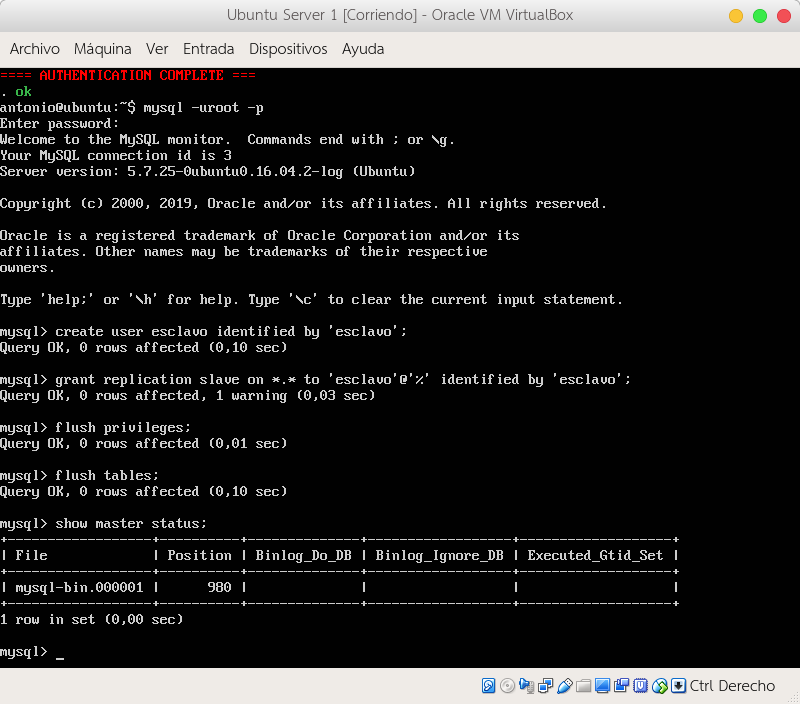 Ubuntu Server 1 [Corriendo] - Oracle VM VirtualBox
Archivo Máquina Ver Entrada Dispositivos Ayuda
==== AUTHENTICATION COMPLETE ===
. ok
antonio@ubuntu:~$ mysql -uroot -p
Enter password:
Welcome to the MySQL monitor.  Commands end with ; or \g.
Your MySQL connection id is 3
Server version: 5.7.25-0ubuntu0.16.04.2-log (Ubuntu)
Copyright (c) 2000, 2019, Oracle and/or its affiliates. All rights reserved.
Oracle is a registered trademark of Oracle Corporation and/or its
affiliates. Other names may be trademarks of their respective
owners.
Type 'help;' or '\h' for help. Type '\c' to clear the current input statement.
mysql> create user esclavo identified by 'esclavo';
Query OK, 0 rows affected (0,10 sec)
mysql> grant replication slave on *.* to 'esclavo'@'%' identified by 'esclavo';
Query OK, 0 rows affected, 1 warning (0,03 sec)
mysql> flush privileges;
Query OK, 0 rows affected (0,01 sec)
mysql> flush tables;
Query OK, 0 rows affected (0,10 sec)
mysql> show master status;
+------------------+----------+--------------+------------------+-------------------+
| File             | Position | Binlog_Do_DB | Binlog_Ignore_DB | Executed_Gtid_Set |
+------------------+----------+--------------+------------------+-------------------+
| mysql-bin.000001 |      980 |              |                  |                   |
+------------------+----------+--------------+------------------+-------------------+
1 row in set (0,00 sec)
mysql> _
Ctrl Derecho